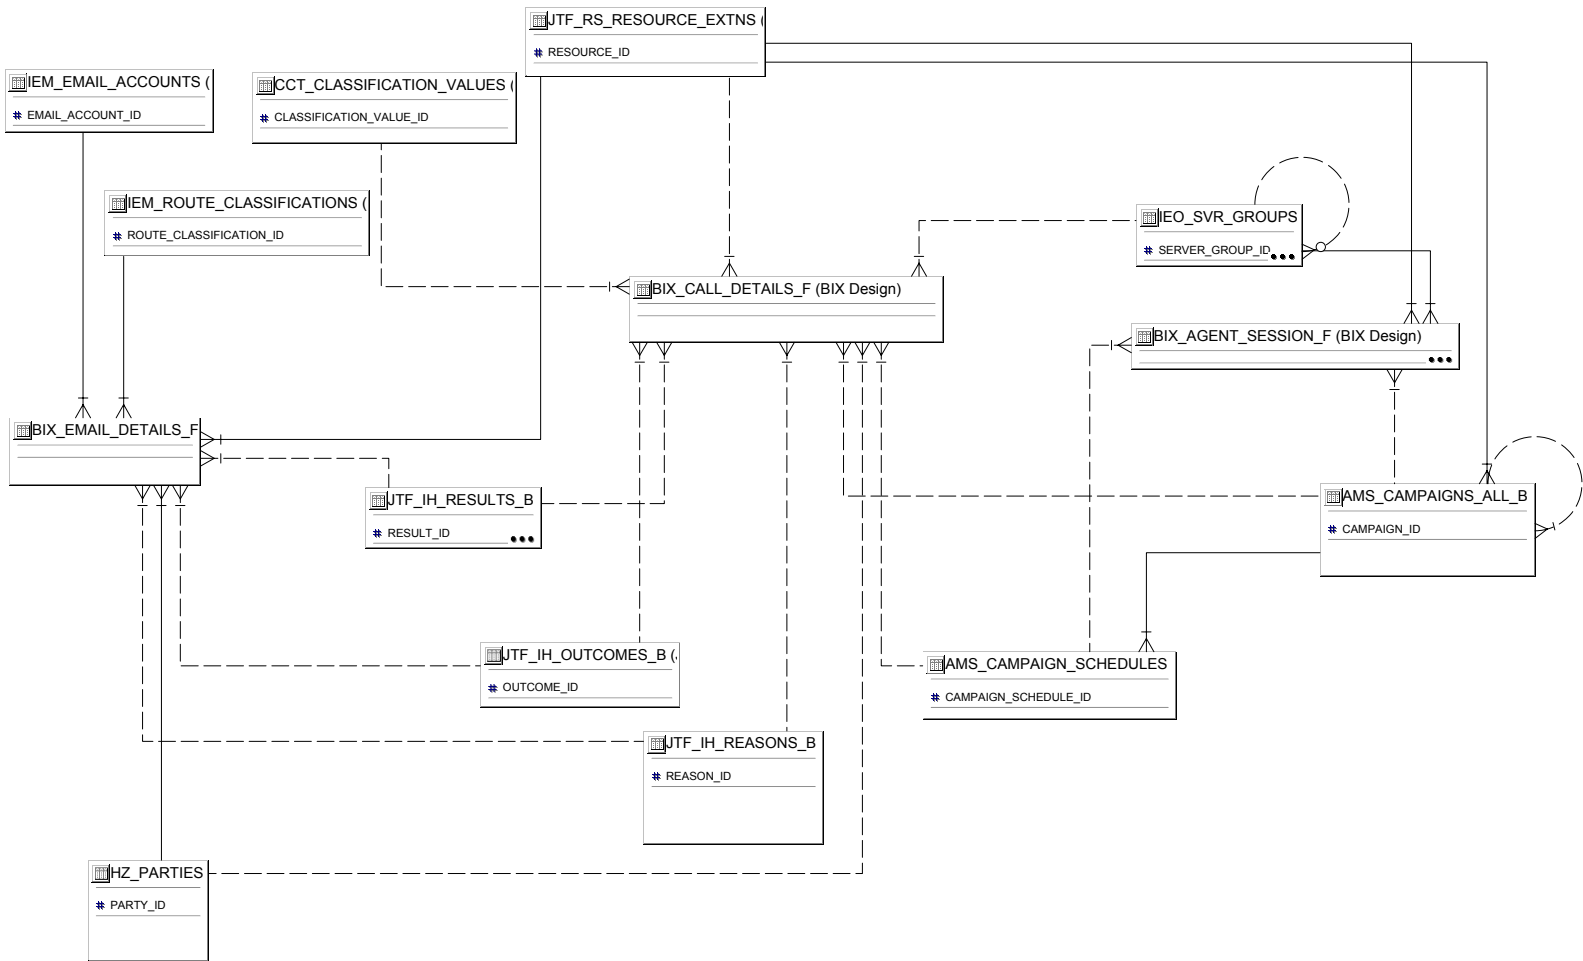 JTF_RS_RESOURCE_EXTNS (
# RESOURCE_ID
IEM_EMAIL_ACCOUNTS (
# EMAIL_ACCOUNT_ID
CCT_CLASSIFICATION_VALUES (
# CLASSIFICATION_VALUE_ID
IEM_ROUTE_CLASSIFICATIONS (
# ROUTE_CLASSIFICATION_ID
IEO_SVR_GROUPS
# SERVER_GROUP_ID
BIX_CALL_DETAILS_F (BIX Design)
BIX_AGENT_SESSION_F (BIX Design)
BIX_EMAIL_DETAILS_F
JTF_IH_RESULTS_B
# RESULT_ID
AMS_CAMPAIGNS_ALL_B
# CAMPAIGN_ID
JTF_IH_OUTCOMES_B (
# OUTCOME_ID
AMS_CAMPAIGN_SCHEDULES
# CAMPAIGN_SCHEDULE_ID
JTF_IH_REASONS_B
# REASON_ID
HZ_PARTIES
# PARTY_ID